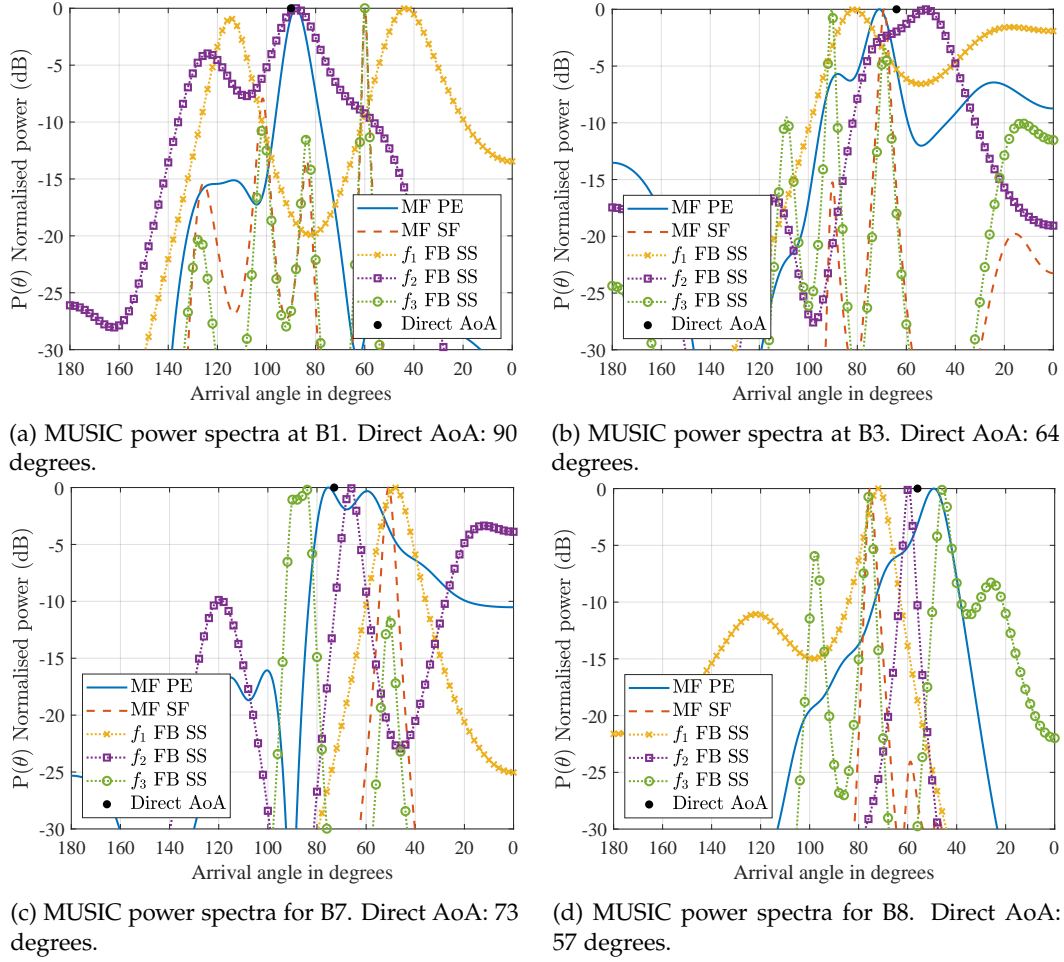 0
-5
-10
-15
-20
-25
-30
P(θ) Normalised power (dB)
180 160 140 120 100 80 60 40 20 0
Arrival angle in degrees
MF PE
MF SF
f₁ FB SS
f₂ FB SS
f₃ FB SS
Direct AoA
(a) MUSIC power spectra at B1. Direct AoA: 90
degrees.
0
-5
-10
-15
-20
-25
-30
P(θ) Normalised power (dB)
180 160 140 120 100 80 60 40 20 0
Arrival angle in degrees
MF PE
MF SF
f₁ FB SS
f₂ FB SS
f₃ FB SS
Direct AoA
(b) MUSIC power spectra at B3. Direct AoA: 64
degrees.
0
-5
-10
-15
-20
-25
-30
P(θ) Normalised power (dB)
180 160 140 120 100 80 60 40 20 0
Arrival angle in degrees
MF PE
MF SF
f₁ FB SS
f₂ FB SS
f₃ FB SS
Direct AoA
(c) MUSIC power spectra for B7. Direct AoA: 73
degrees.
0
-5
-10
-15
-20
-25
-30
P(θ) Normalised power (dB)
180 160 140 120 100 80 60 40 20 0
Arrival angle in degrees
MF PE
MF SF
f₁ FB SS
f₂ FB SS
f₃ FB SS
Direct AoA
(d) MUSIC power spectra for B8. Direct AoA:
57 degrees.